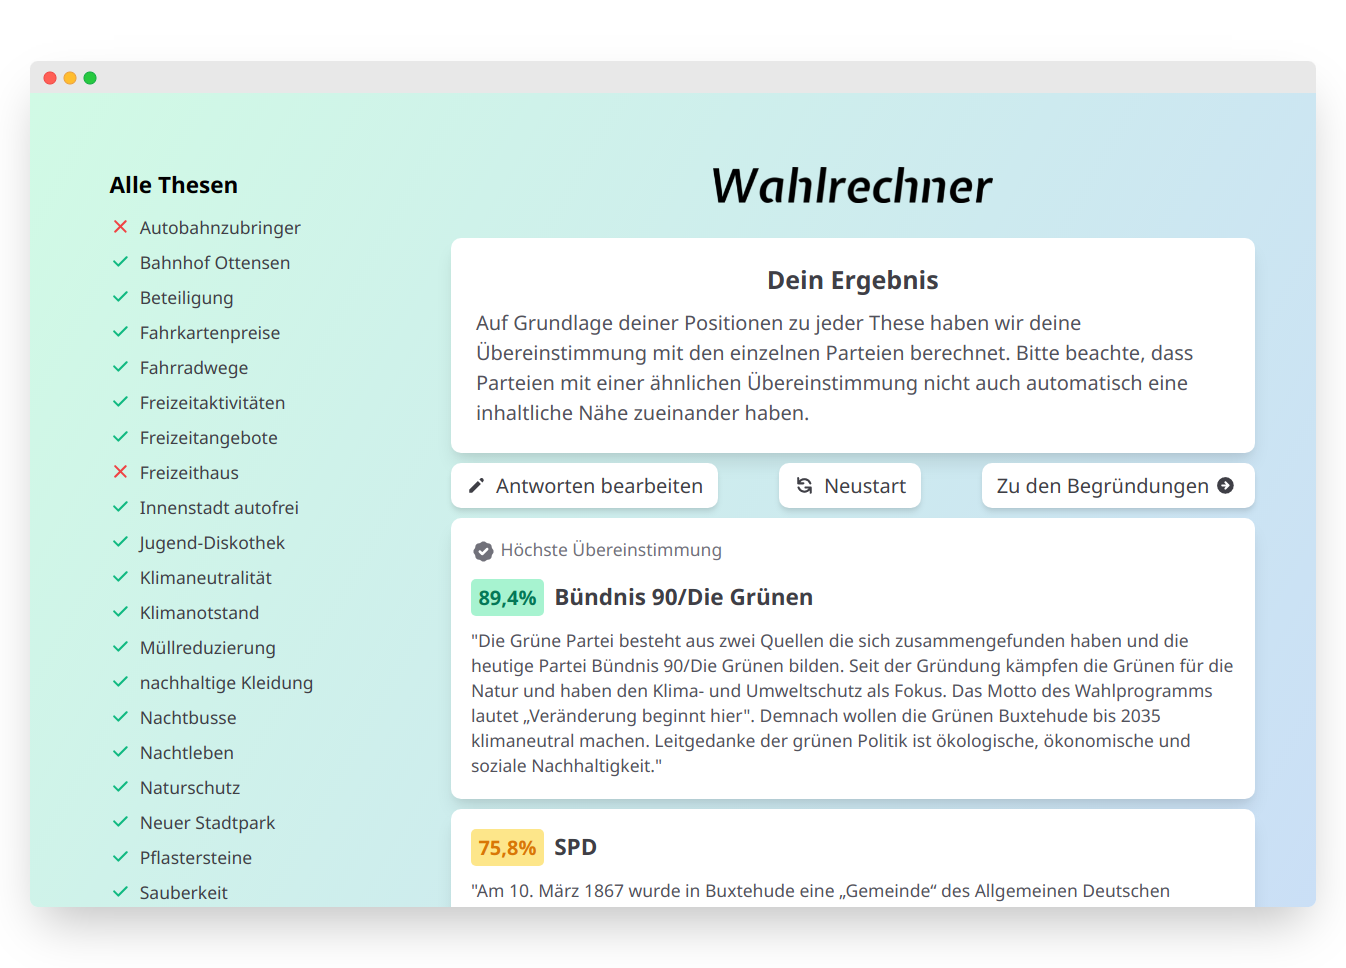 Alle Thesen
Autobahnzubringer
Bahnhof Ottensen
Beteiligung
Fahrkartenpreise
Fahrradwege
Freizeitaktivitäten
Freizeitangebote
Freizeithaus
Innenstadt autofrei
Jugend-Diskothek
Klimaneutralität
Klimanotstand
Müllreduzierung
nachhaltige Kleidung
Nachtbusse
Nachtleben
Naturschutz
Neuer Stadtpark
Pflastersteine
Sauberkeit
Wahlrechner
Dein Ergebnis
Auf Grundlage deiner Positionen zu jeder These haben wir deine
Übereinstimmung mit den einzelnen Parteien berechnet. Bitte beachte, dass
Parteien mit einer ähnlichen Übereinstimmung nicht auch automatisch eine
inhaltliche Nähe zueinander haben.
Antworten bearbeiten
Neustart
Zu den Begründungen
Höchste Übereinstimmung
89,4% Bündnis 90/Die Grünen
"Die Grüne Partei besteht aus zwei Quellen die sich zusammengefunden haben und die
heutige Partei Bündnis 90/Die Grünen bilden. Seit der Gründung kämpfen die Grünen für die
Natur und haben den Klima- und Umweltschutz als Fokus. Das Motto des Wahlprogramms
lautet „Veränderung beginnt hier". Demnach wollen die Grünen Buxtehude bis 2035
klimaneutral machen. Leitgedanke der grünen Politik ist ökologische, ökonomische und
soziale Nachhaltigkeit."
75,8% SPD
"Am 10. März 1867 wurde in Buxtehude eine „Gemeinde“ des Allgemeinen Deutschen